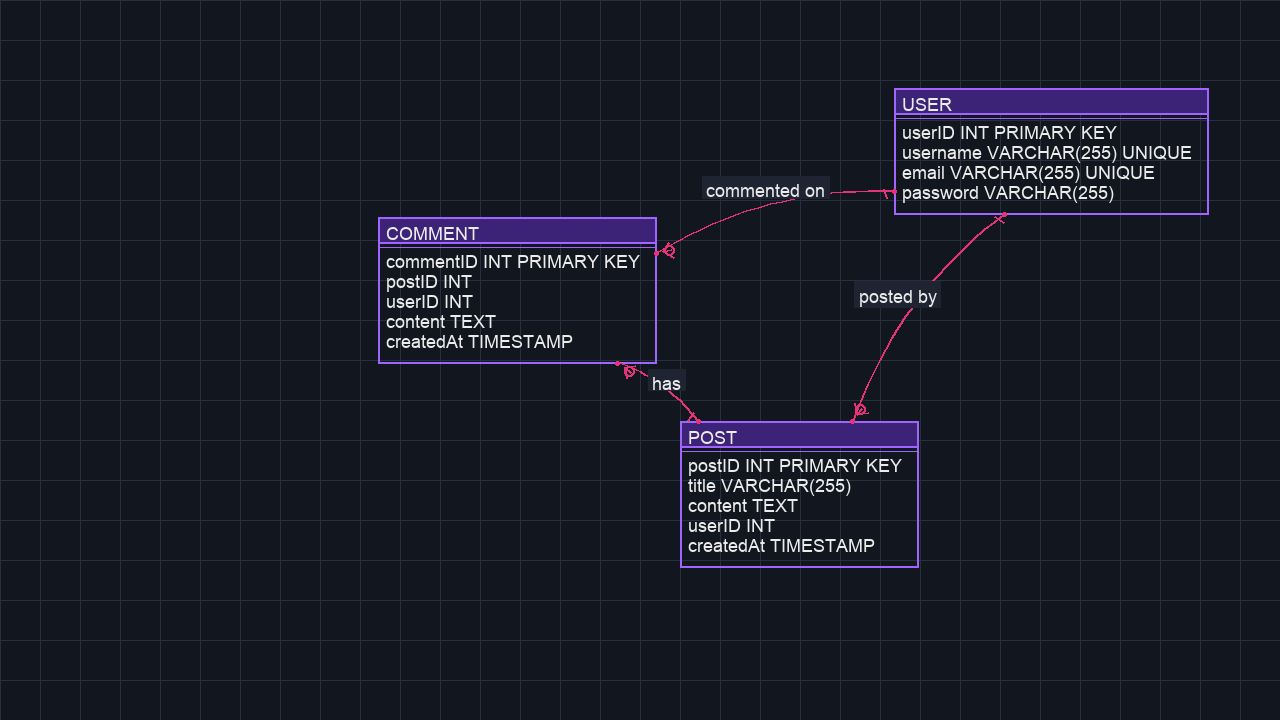 USER
userID INT PRIMARY KEY
username VARCHAR(255) UNIQUE
email VARCHAR(255) UNIQUE
password VARCHAR(255)
commented on
COMMENT
commentID INT PRIMARY KEY
postID INT
userID INT
content TEXT
createdAt TIMESTAMP
posted by
has
POST
postID INT PRIMARY KEY
title VARCHAR(255)
content TEXT
userID INT
createdAt TIMESTAMP